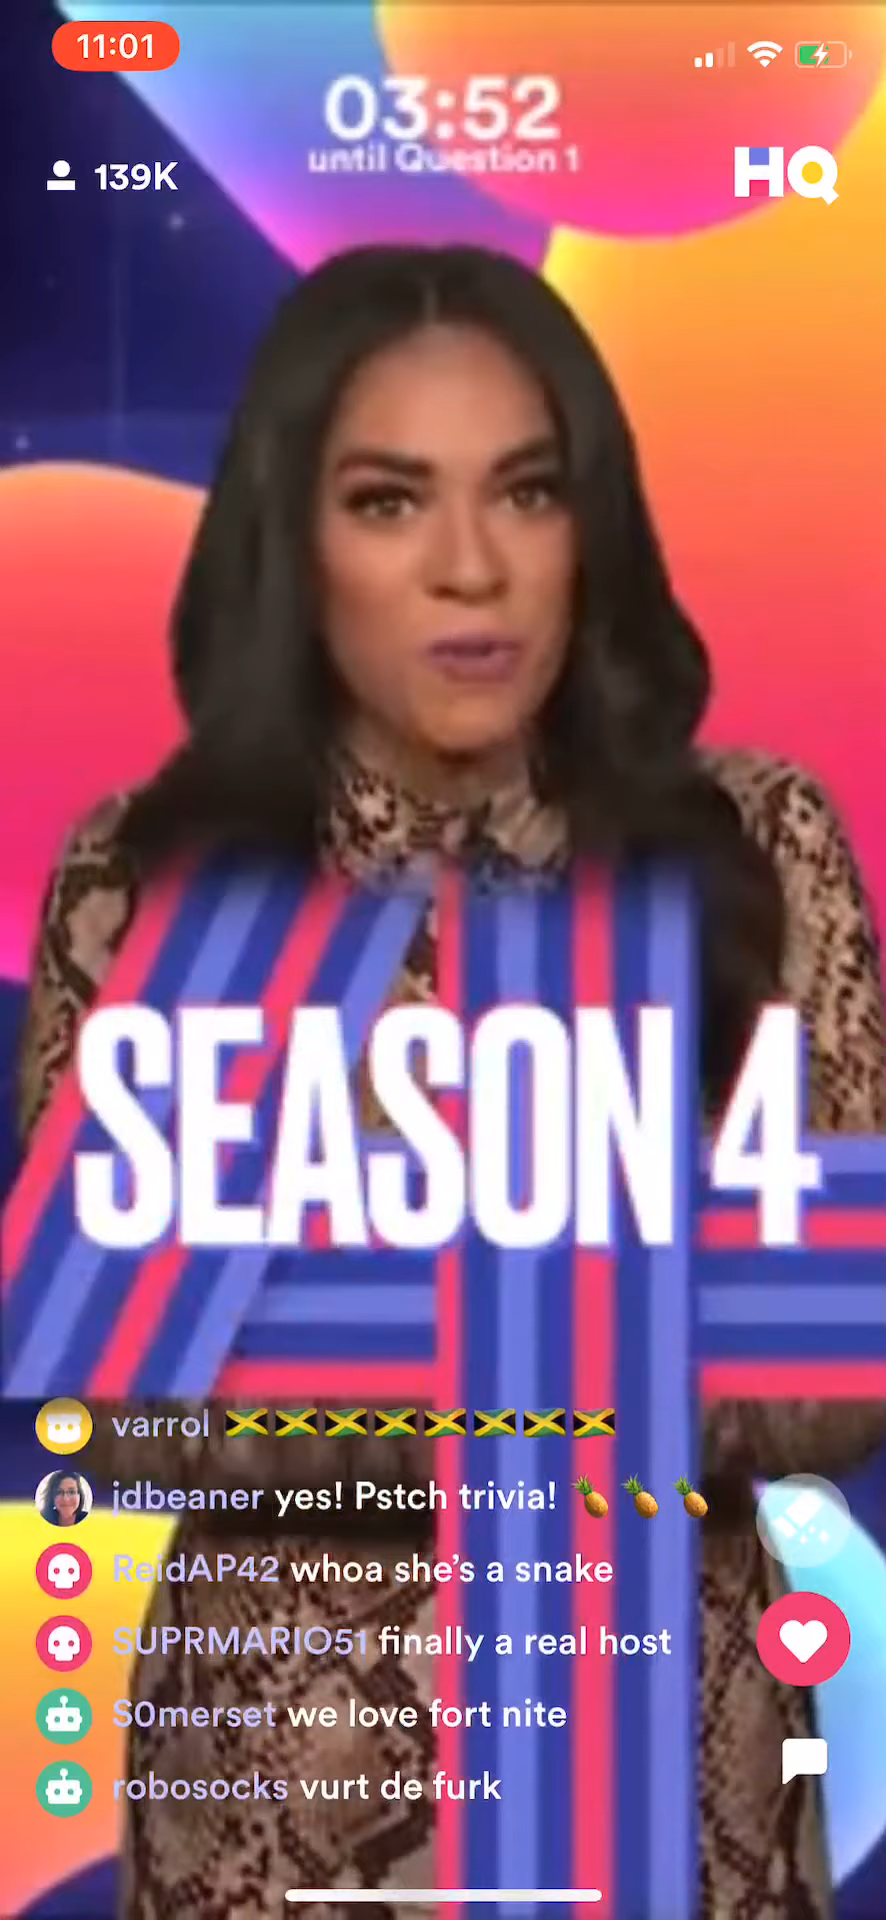 11:01
03:52
until Question 1
139K
HQ
SEASON 4
varrol 🇯🇲🇯🇲🇯🇲🇯🇲🇯🇲🇯🇲🇯🇲🇯🇲
jdbeaner yes! Pstch trivia! 🍍🍍🍍
ReidAP42 whoa she's a snake
SUPRMARIO51 finally a real host
S0merset we love fort nite
robosocks vurt de furk